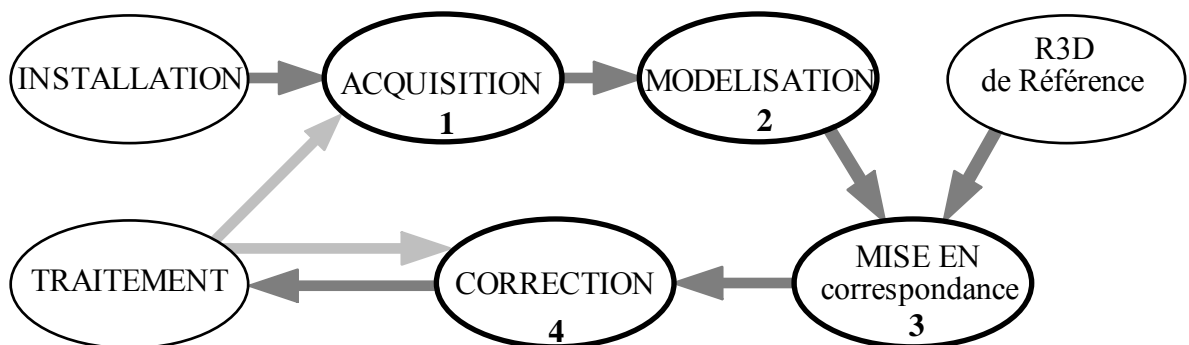 INSTALLATION
ACQUISITION
1
MODELISATION
2
R3D
de Référence
TRAITEMENT
CORRECTION
4
MISE EN
correspondance
3